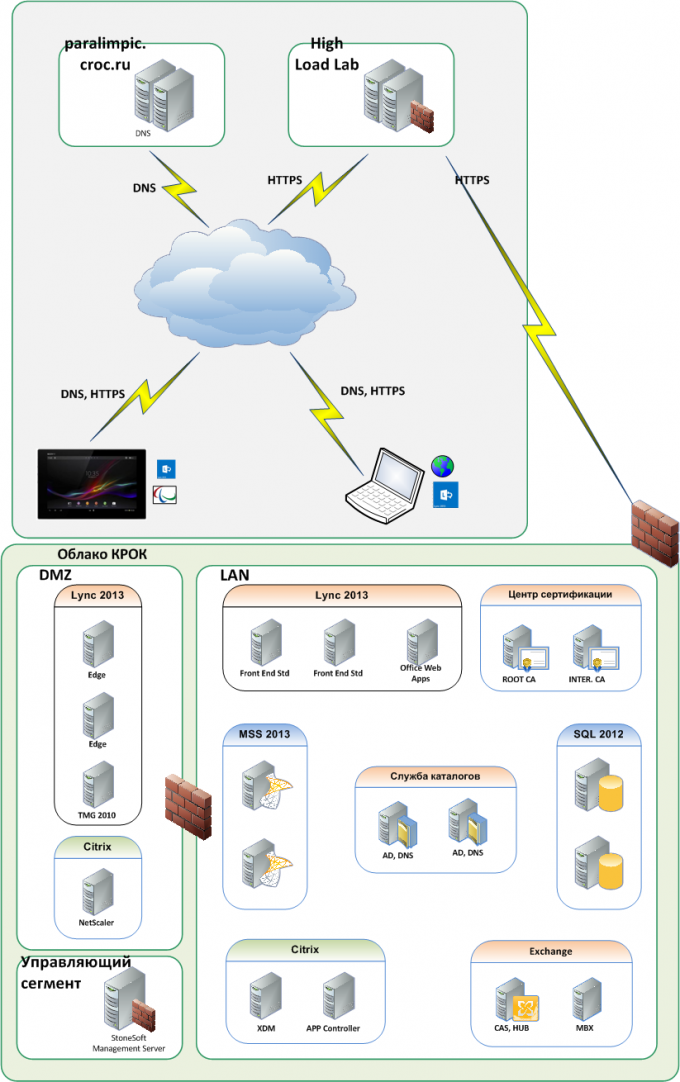 paralimpic.
croc.ru
DNS
High
Load Lab
DNS
HTTPS
HTTPS
DNS, HTTPS
DNS, HTTPS
Облако КРОК
DMZ
Lync 2013
Edge
Edge
TMG 2010
Citrix
NetScaler
Управляющий
сегмент
StoneSoft
Management Server
LAN
Lync 2013
Front End Std
Front End Std
Office Web
Apps
Центр сертификации
ROOT CA
INTER. CA
MSS 2013
Служба каталогов
AD, DNS
AD, DNS
SQL 2012
Citrix
XDM
APP Controller
Exchange
CAS, HUB
MBX